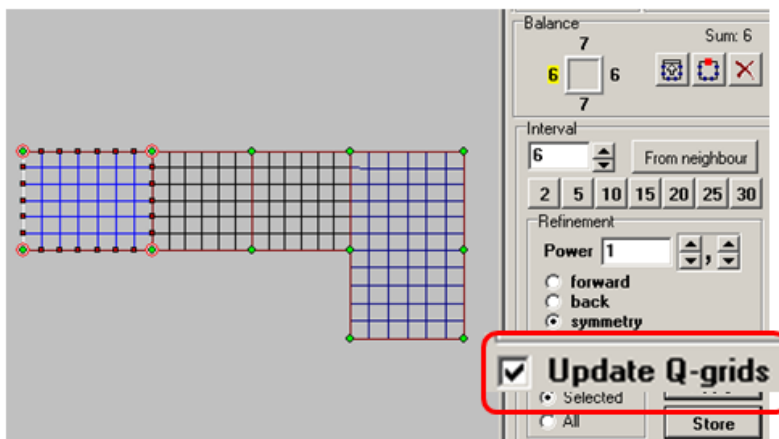 Balance
Sum: 6
7
6 6
7
Interval
6
From neighbour
2 5 10 15 20 25 30
Refinement
Power 1 ,
forward
back
symmetry
Update Q-grids
Selected
All
Store